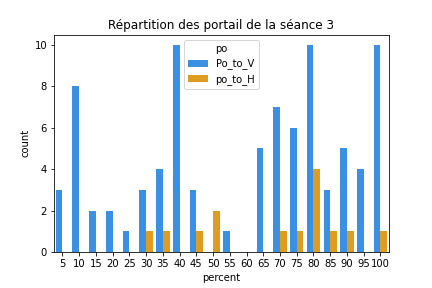 Répartition des portail de la séance 3
po
Po_to_V
po_to_H
count
10
8
6
4
2
0
5 10 15 20 25 30 35 40 45 50 55 60 65 70 75 80 85 90 95 100
percent